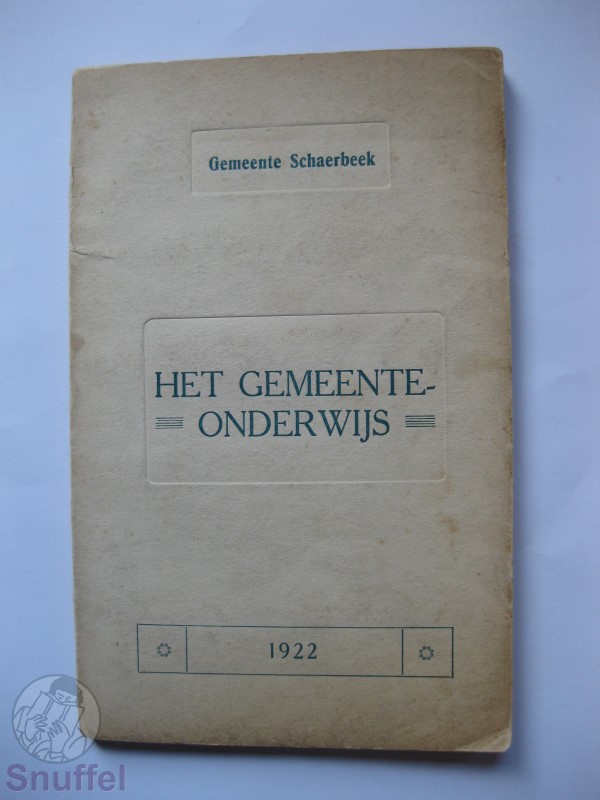 Gemeente Schaerbeek
HET GEMEENTE-
ONDERWIJS
1922
Snuffel